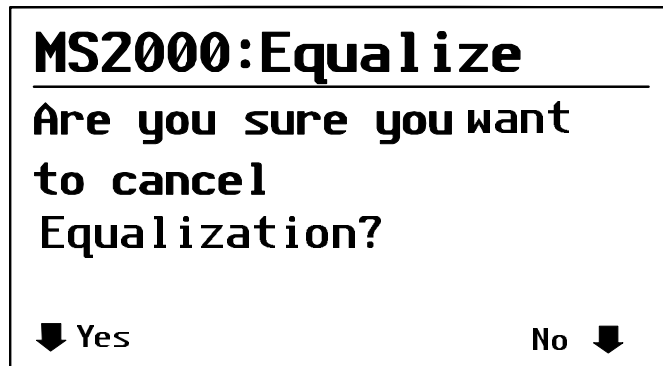 MS2000:Equalize
Are you sure you want
to cancel
Equalization?
Yes No